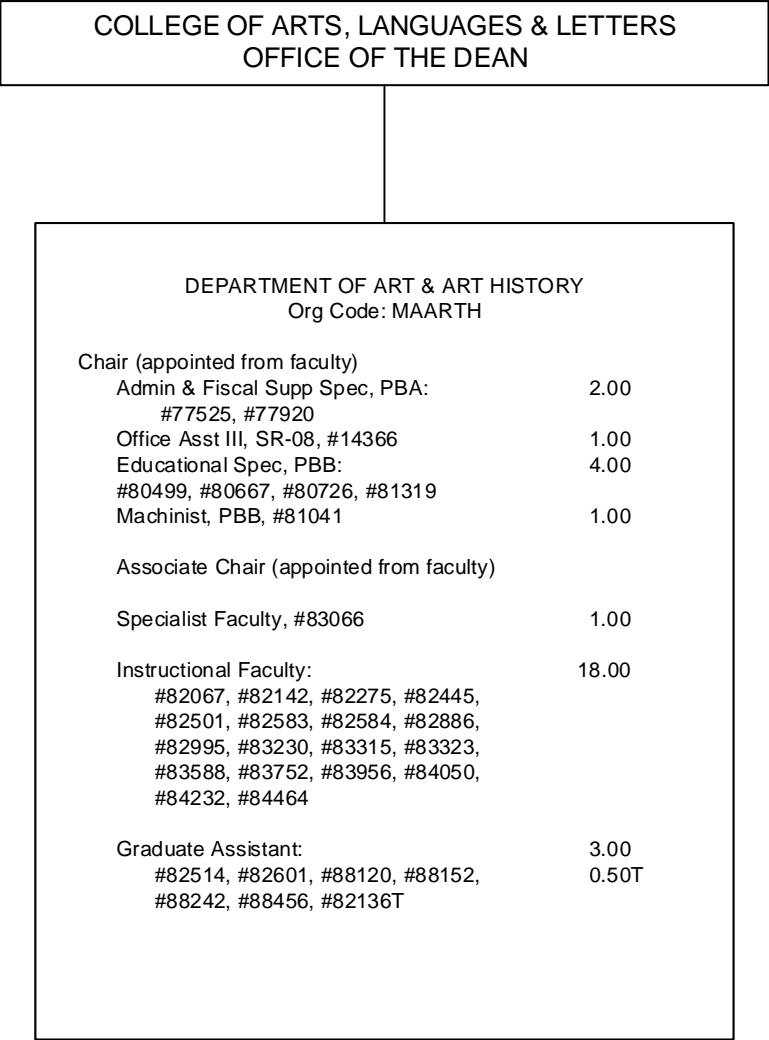 COLLEGE OF ARTS, LANGUAGES & LETTERS
OFFICE OF THE DEAN
DEPARTMENT OF ART & ART HISTORY
Org Code: MAARTH
Chair (appointed from faculty)
Admin & Fiscal Supp Spec, PBA: 2.00
#77525, #77920
Office Asst III, SR-08, #14366 1.00
Educational Spec, PBB: 4.00
#80499, #80667, #80726, #81319
Machinist, PBB, #81041 1.00
Associate Chair (appointed from faculty)
Specialist Faculty, #83066 1.00
Instructional Faculty: 18.00
#82067, #82142, #82275, #82445,
#82501, #82583, #82584, #82886,
#82995, #83230, #83315, #83323,
#83588, #83752, #83956, #84050,
#84232, #84464
Graduate Assistant: 3.00
#82514, #82601, #88120, #88152, 0.50T
#88242, #88456, #82136T